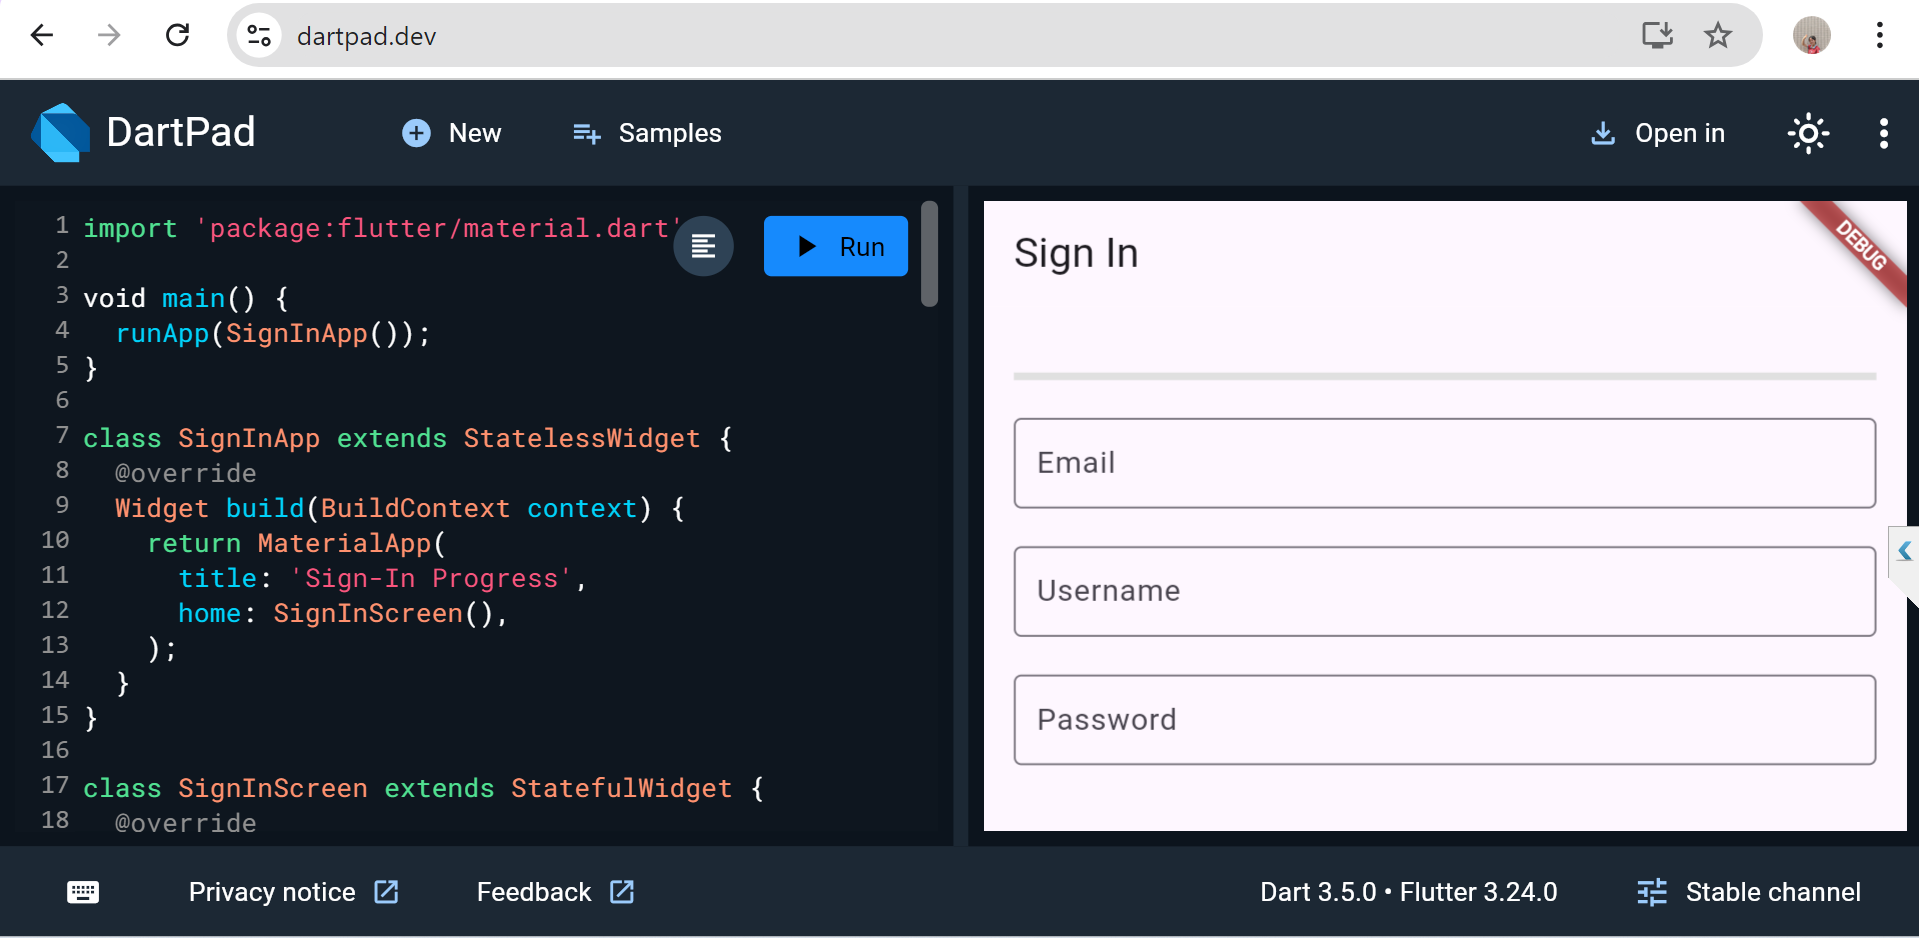 dartpad.dev
DartPad
New
Samples
Open in
1 import 'package:flutter/material.dart'
2
3 void main() {
4   runApp(SignInApp());
5 }
6
7 class SignInApp extends StatelessWidget {
8   @override
9   Widget build(BuildContext context) {
10     return MaterialApp(
11       title: 'Sign-In Progress',
12       home: SignInScreen(),
13     );
14   }
15 }
16
17 class SignInScreen extends StatefulWidget {
18   @override
Run
Sign In
DEBUG
Email
Username
Password
Privacy notice
Feedback
Dart 3.5.0 • Flutter 3.24.0
Stable channel